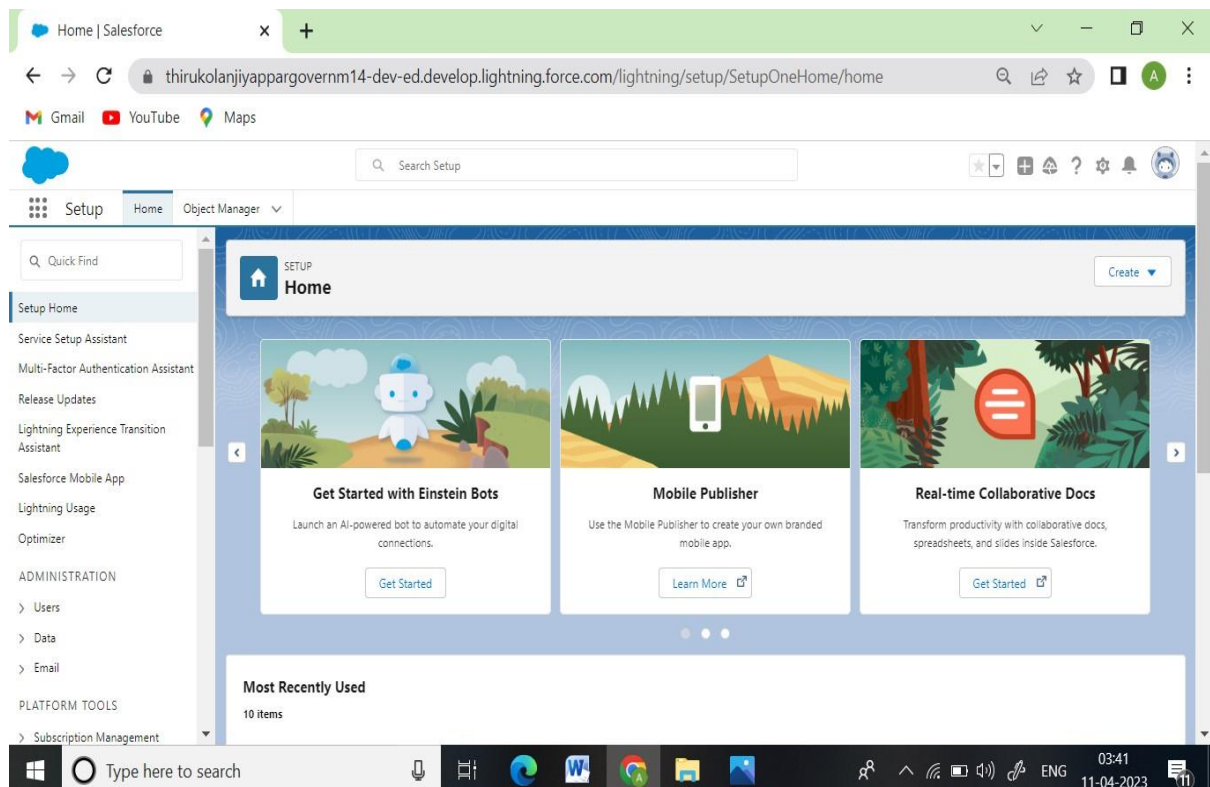 Home | Salesforce
thirukolanjiyappargovernm14-dev-ed.develop.lightning.force.com/lightning/setup/SetupOneHome/home
A
Gmail YouTube Maps
Search Setup
Setup Home Object Manager
Quick Find
Setup Home
Service Setup Assistant
Multi-Factor Authentication Assistant
Release Updates
Lightning Experience Transition
Assistant
Salesforce Mobile App
Lightning Usage
Optimizer
ADMINISTRATION
Users
Data
Email
PLATFORM TOOLS
Subscription Management
SETUP
Home
Create
Get Started with Einstein Bots
Launch an AI-powered bot to automate your digital
connections.
Get Started
Mobile Publisher
Use the Mobile Publisher to create your own branded
mobile app.
Learn More
Real-time Collaborative Docs
Transform productivity with collaborative docs,
spreadsheets, and slides inside Salesforce.
Get Started
Most Recently Used
10 items
Type here to search
W
A
ENG
03:41
11-04-2023
11